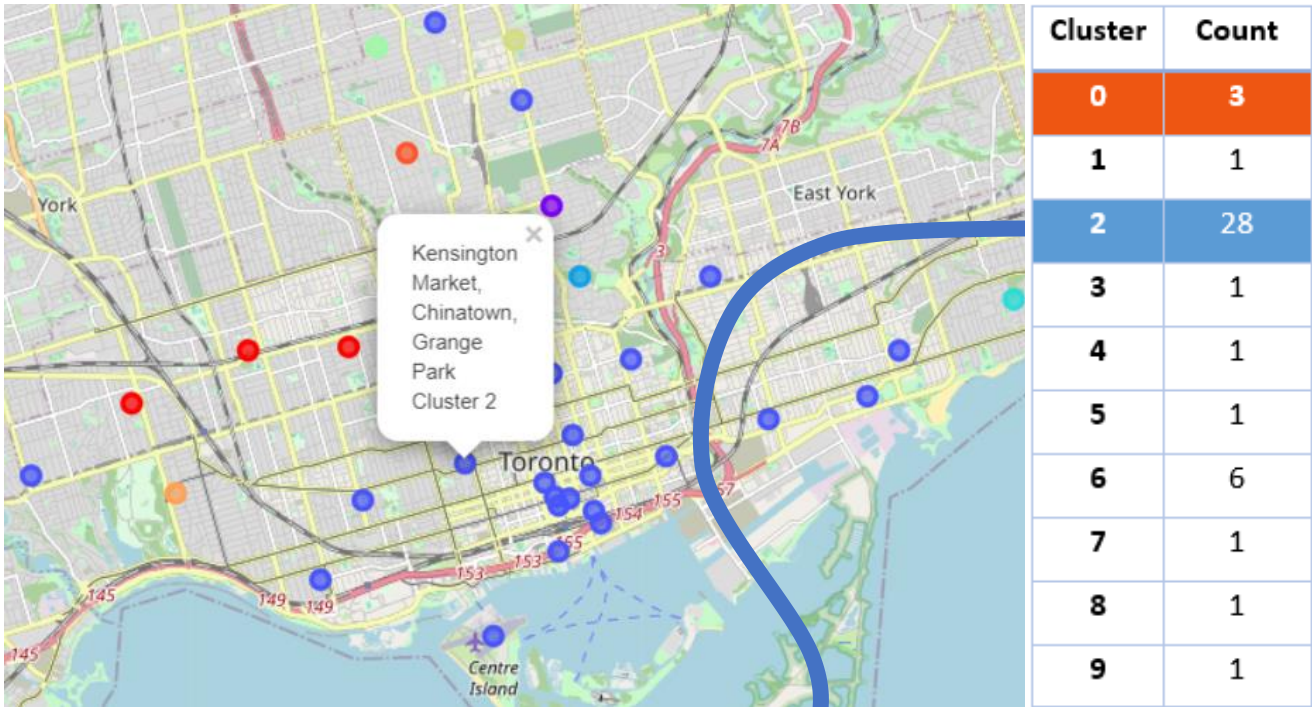 7B
7A
York
East York
×
Kensington
Market,
Chinatown,
Grange
Park
Cluster 2
3
Toronto
157
155
154
155
153
153
149
149
145
145
Centre
Island
Cluster Count
0 3
1 1
2 28
3 1
4 1
5 1
6 6
7 1
8 1
9 1